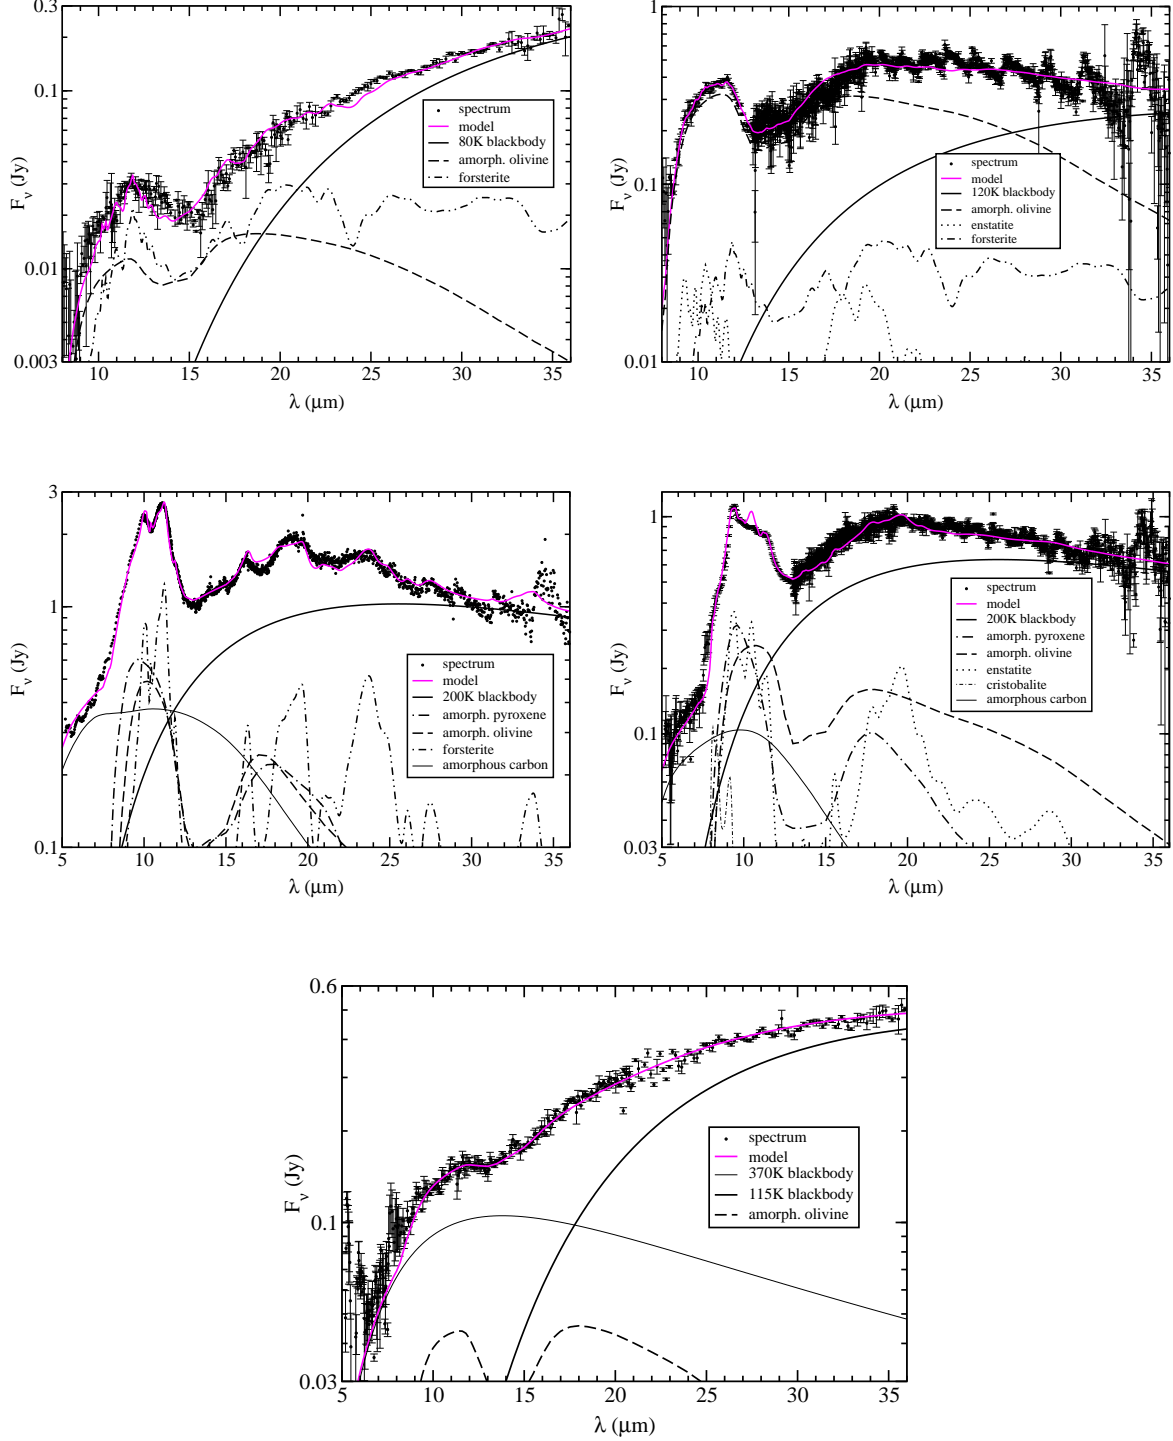 0.3
0.1
0.01
0.003
F_ν (Jy)
spectrum
model
80K blackbody
amorph. olivine
forsterite
10 15 20 25 30 35
λ (μm)
1
0.1
0.01
F_ν (Jy)
spectrum
model
120K blackbody
amorph. olivine
enstatite
forsterite
10 15 20 25 30 35
λ (μm)
3
1
0.1
F_ν (Jy)
spectrum
model
200K blackbody
amorph. pyroxene
amorph. olivine
forsterite
amorphous carbon
5 10 15 20 25 30 35
λ (μm)
1
0.1
0.03
F_ν (Jy)
spectrum
model
200K blackbody
amorph. pyroxene
amorph. olivine
enstatite
cristobalite
amorphous carbon
5 10 15 20 25 30 35
λ (μm)
0.6
0.1
0.03
F_ν (Jy)
spectrum
model
370K blackbody
115K blackbody
amorph. olivine
5 10 15 20 25 30 35
λ (μm)